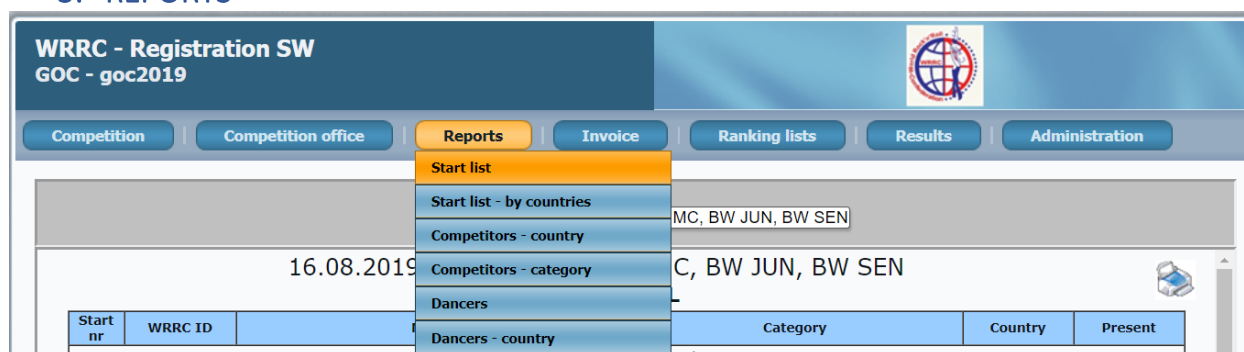 WRRC - Registration SW
GOC - goc2019
Competition | Competition office | Reports | Invoice | Ranking lists | Results | Administration
Start list
Start list - by countries
MC, BW JUN, BW SEN
Competitors - country
16.08.2019
Competitors - category
C, BW JUN, BW SEN
Dancers
Start nr
WRRC ID
Category
Country
Present
Dancers - country